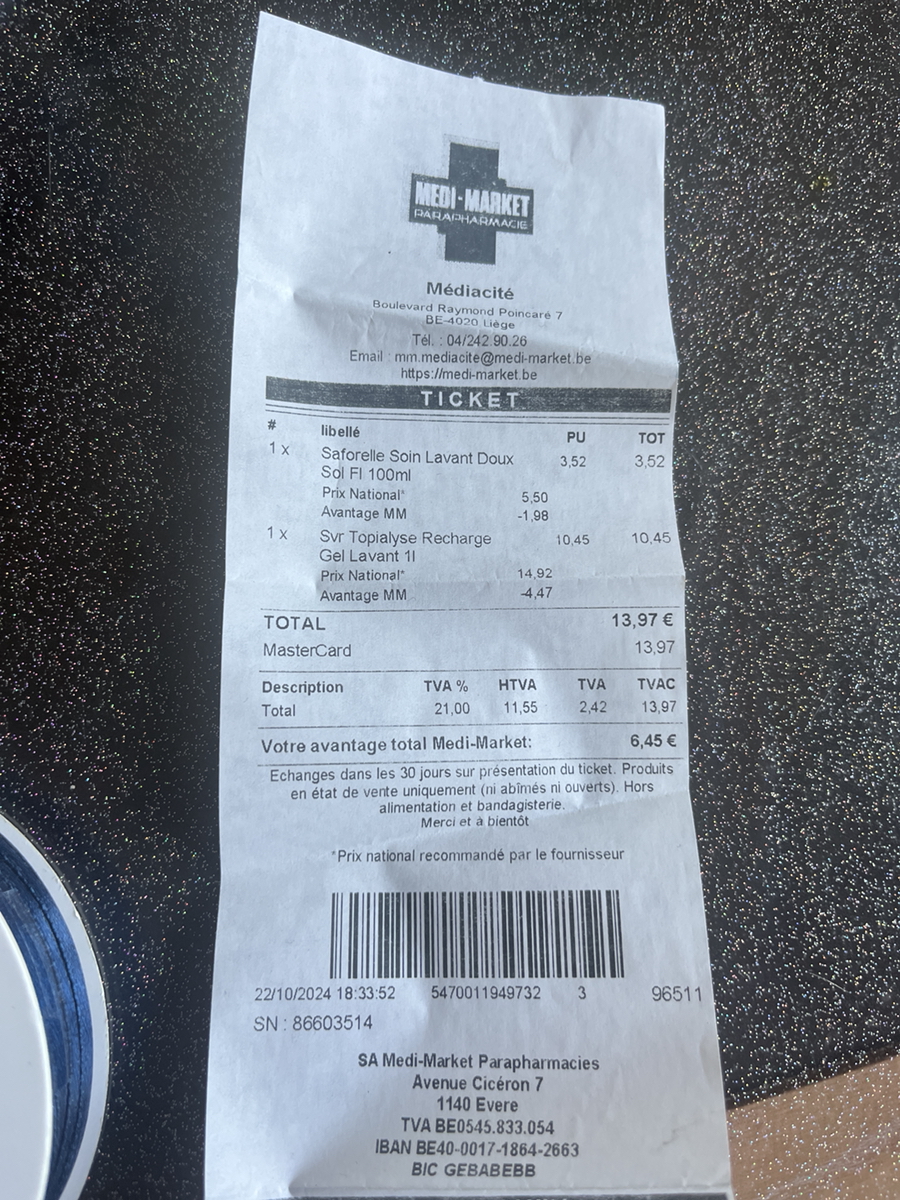 MEDI-MARKET
PARAPHARMACIE
Médiacité
Boulevard Raymond Poincaré 7
BE-4020 Liège
Tél. : 04/242.90.26
Email : mm.mediacite@medi-market.be
https://medi-market.be
TICKET
# libellé PU TOT
1 x Saforelle Soin Lavant Doux 3,52 3,52
Sol Fl 100ml
Prix National* 5,50
Avantage MM -1,98
1 x Svr Topialyse Recharge 10,45 10,45
Gel Lavant 1l
Prix National* 14,92
Avantage MM -4,47
TOTAL 13,97 €
MasterCard 13,97
Description TVA % HTVA TVA TVAC
Total 21,00 11,55 2,42 13,97
Votre avantage total Medi-Market: 6,45 €
Echanges dans les 30 jours sur présentation du ticket. Produits
en état de vente uniquement (ni abîmés ni ouverts). Hors
alimentation et bandagisterie.
Merci et à bientôt
*Prix national recommandé par le fournisseur
22/10/2024 18:33:52 5470011949732 3 96511
SN : 86603514
SA Medi-Market Parapharmacies
Avenue Cicéron 7
1140 Evere
TVA BE0545.833.054
IBAN BE40-0017-1864-2663
BIC GEBABEBB